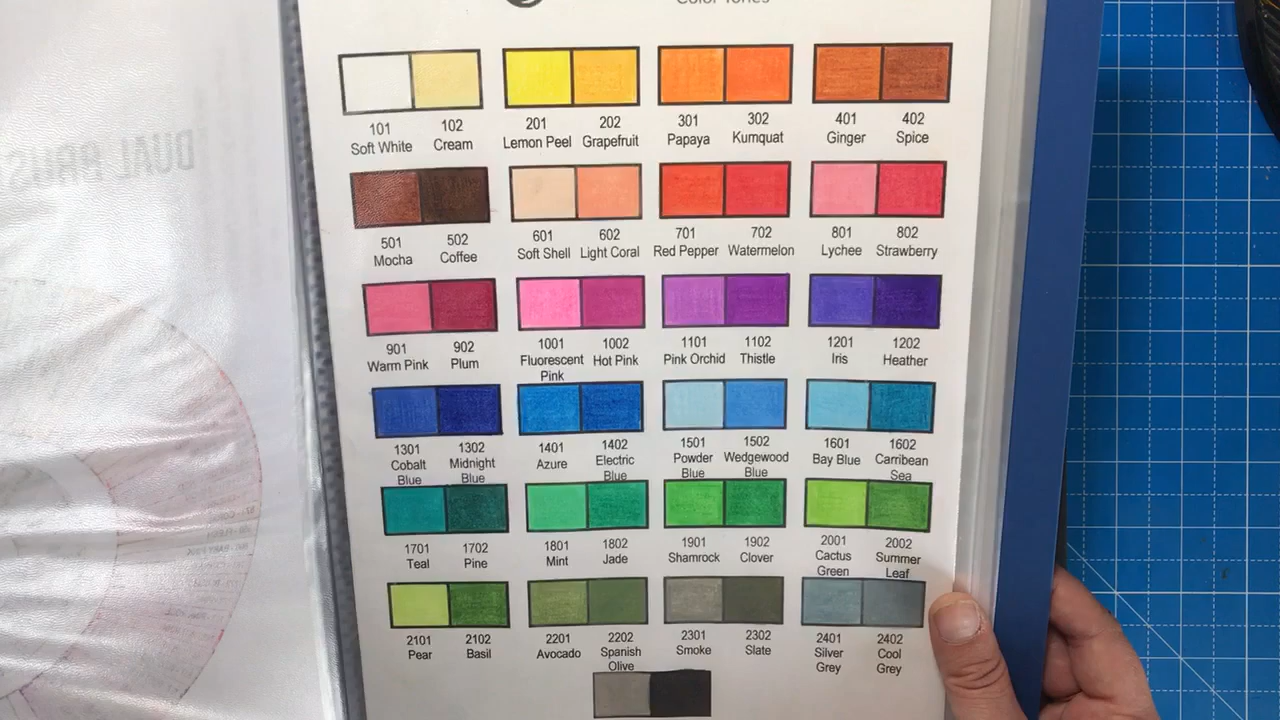 Color Tones
101 102 201 202 301 302 401 402
Soft White Cream Lemon Peel Grapefruit Papaya Kumquat Ginger Spice
501 502 601 602 701 702 801 802
Mocha Coffee Soft Shell Light Coral Red Pepper Watermelon Lychee Strawberry
901 902 1001 1002 1101 1102 1201 1202
Warm Pink Plum Fluorescent Hot Pink Pink Orchid Thistle Iris Heather
Pink
1301 1302 1401 1402 1501 1502 1601 1602
Cobalt Midnight Azure Electric Powder Wedgewood Bay Blue Carribean
Blue Blue Blue Blue Blue Sea
1701 1702 1801 1802 1901 1902 2001 2002
Teal Pine Mint Jade Shamrock Clover Cactus Summer
Green Leaf
2101 2102 2201 2202 2301 2302 2401 2402
Pear Basil Avocado Spanish Smoke Slate Silver Cool
Olive Grey Grey